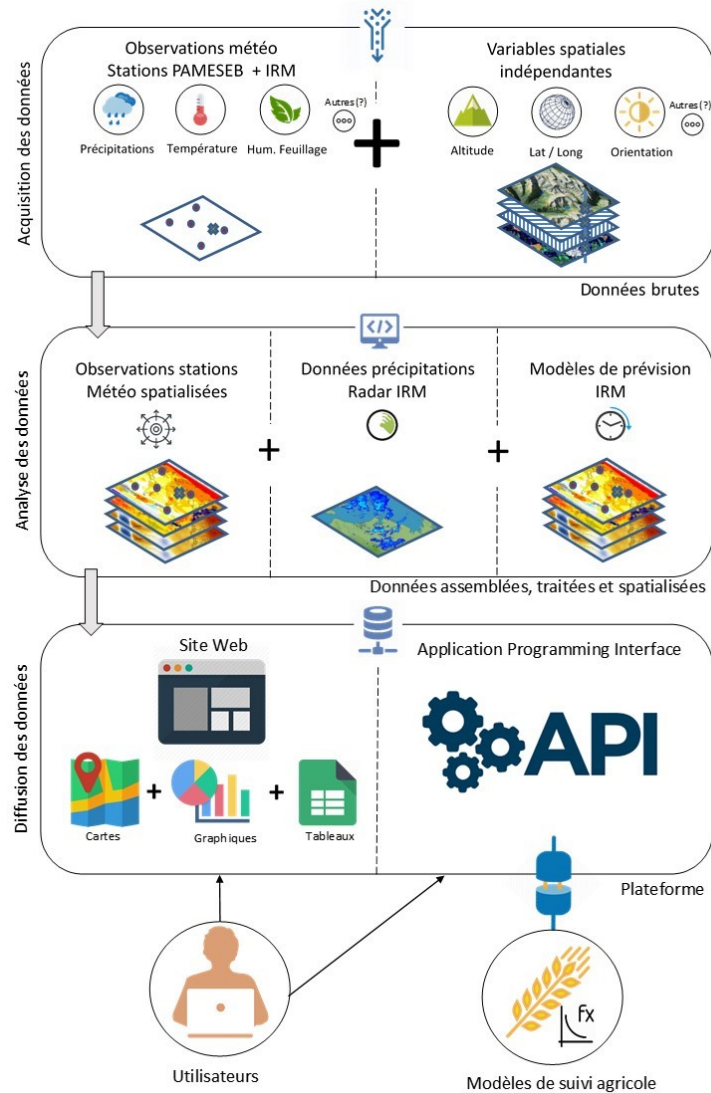 Acquisition des données
Observations météo
Stations PAMESEB + IRM
Précipitations
Température
Hum. Feuillage
Autres (?)
Variables spatiales
indépendantes
Altitude
Lat / Long
Orientation
Autres (?)
Données brutes
Analyse des données
</>
Observations stations
Météo spatialisées
Données précipitations
Radar IRM
Modèles de prévision
IRM
Données assemblées, traitées et spatialisées
Diffusion des données
Site Web
Cartes
Graphiques
Tableaux
Application Programming Interface
API
Plateforme
Utilisateurs
Fx
Modèles de suivi agricole